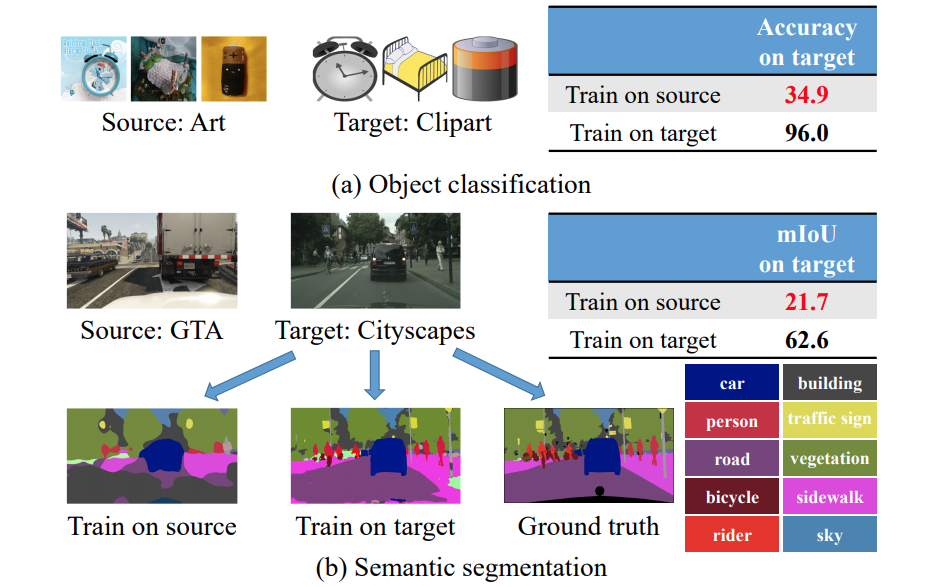 Accuracy
on target
Train on source 34.9
Train on target 96.0
Source: Art
Target: Clipart
(a) Object classification
mIoU
on target
Train on source 21.7
Train on target 62.6
Source: GTA
Target: Cityscapes
car building
person traffic sign
road vegetation
bicycle sidewalk
rider sky
Train on source
Train on target
Ground truth
(b) Semantic segmentation